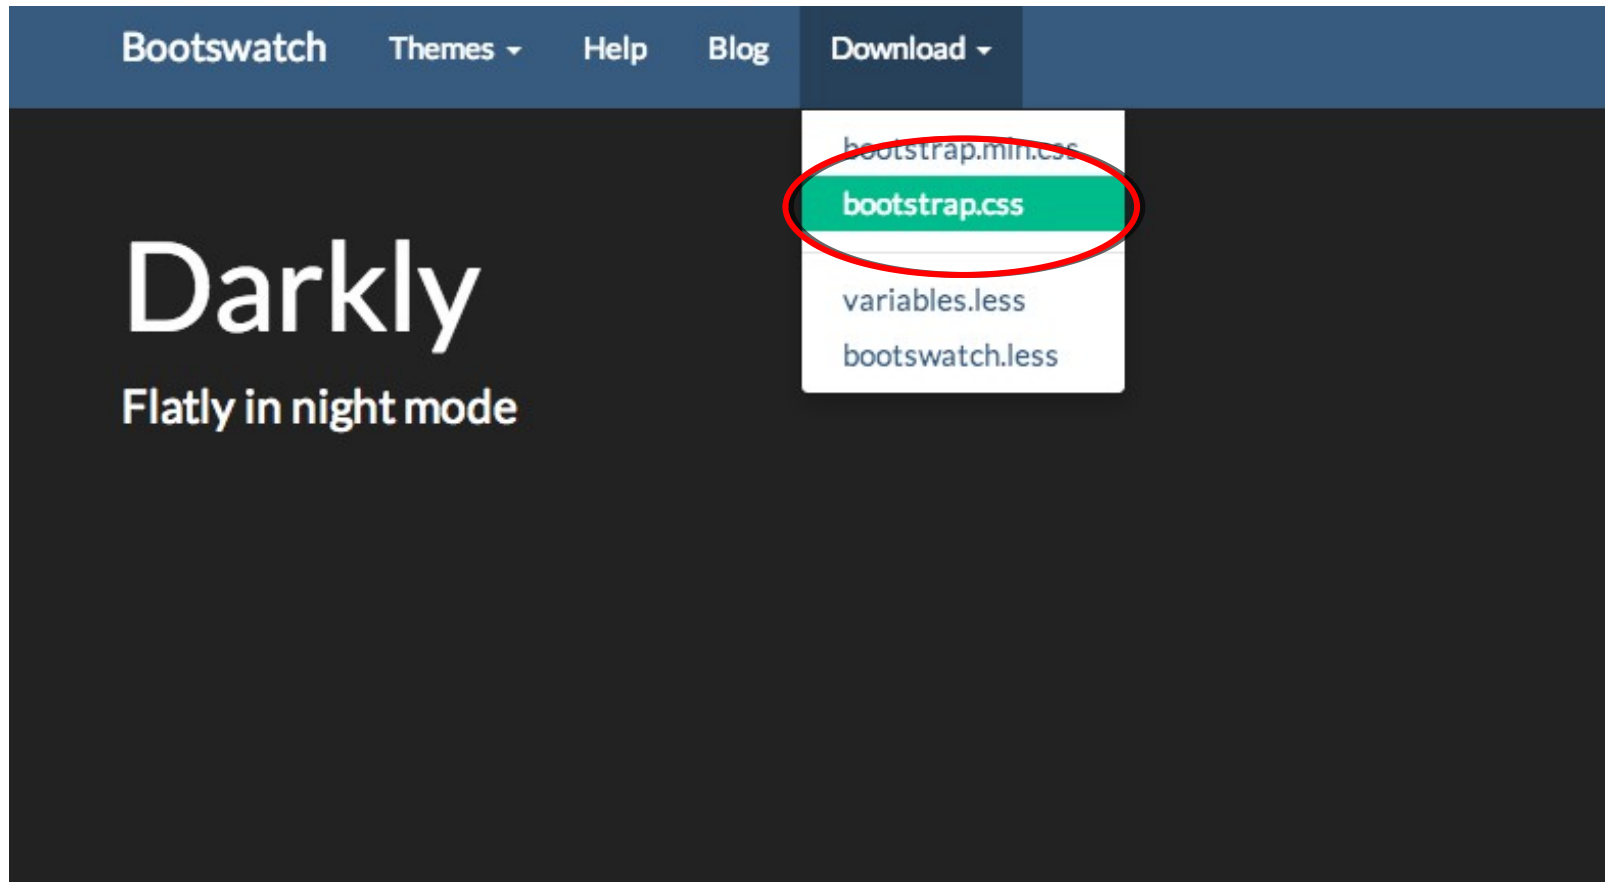 Bootswatch Themes Help Blog Download
bootstrap.min.css
bootstrap.css
variables.less
bootswatch.less
Darkly
Flatly in night mode